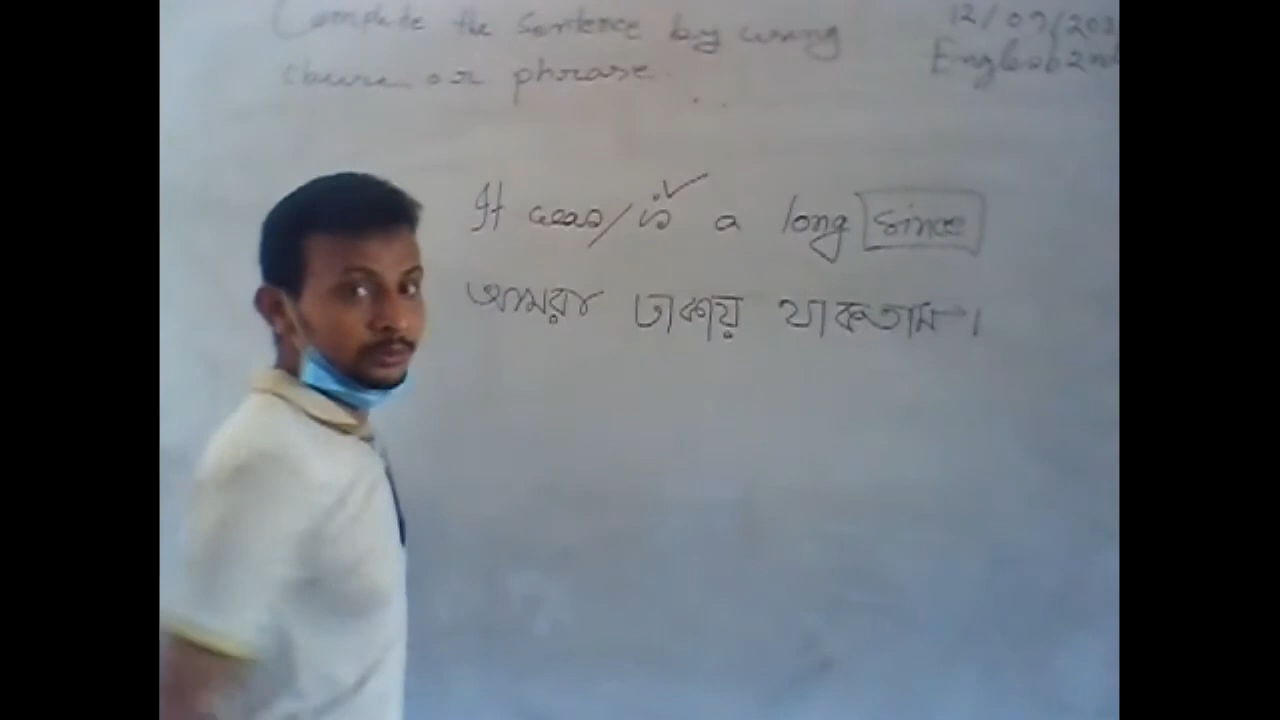 Complete the sentence by using
clause or phrase.
12/07/202
English 2nd
It was/is a long since
আমরা ঢাকায় থাকতাম।